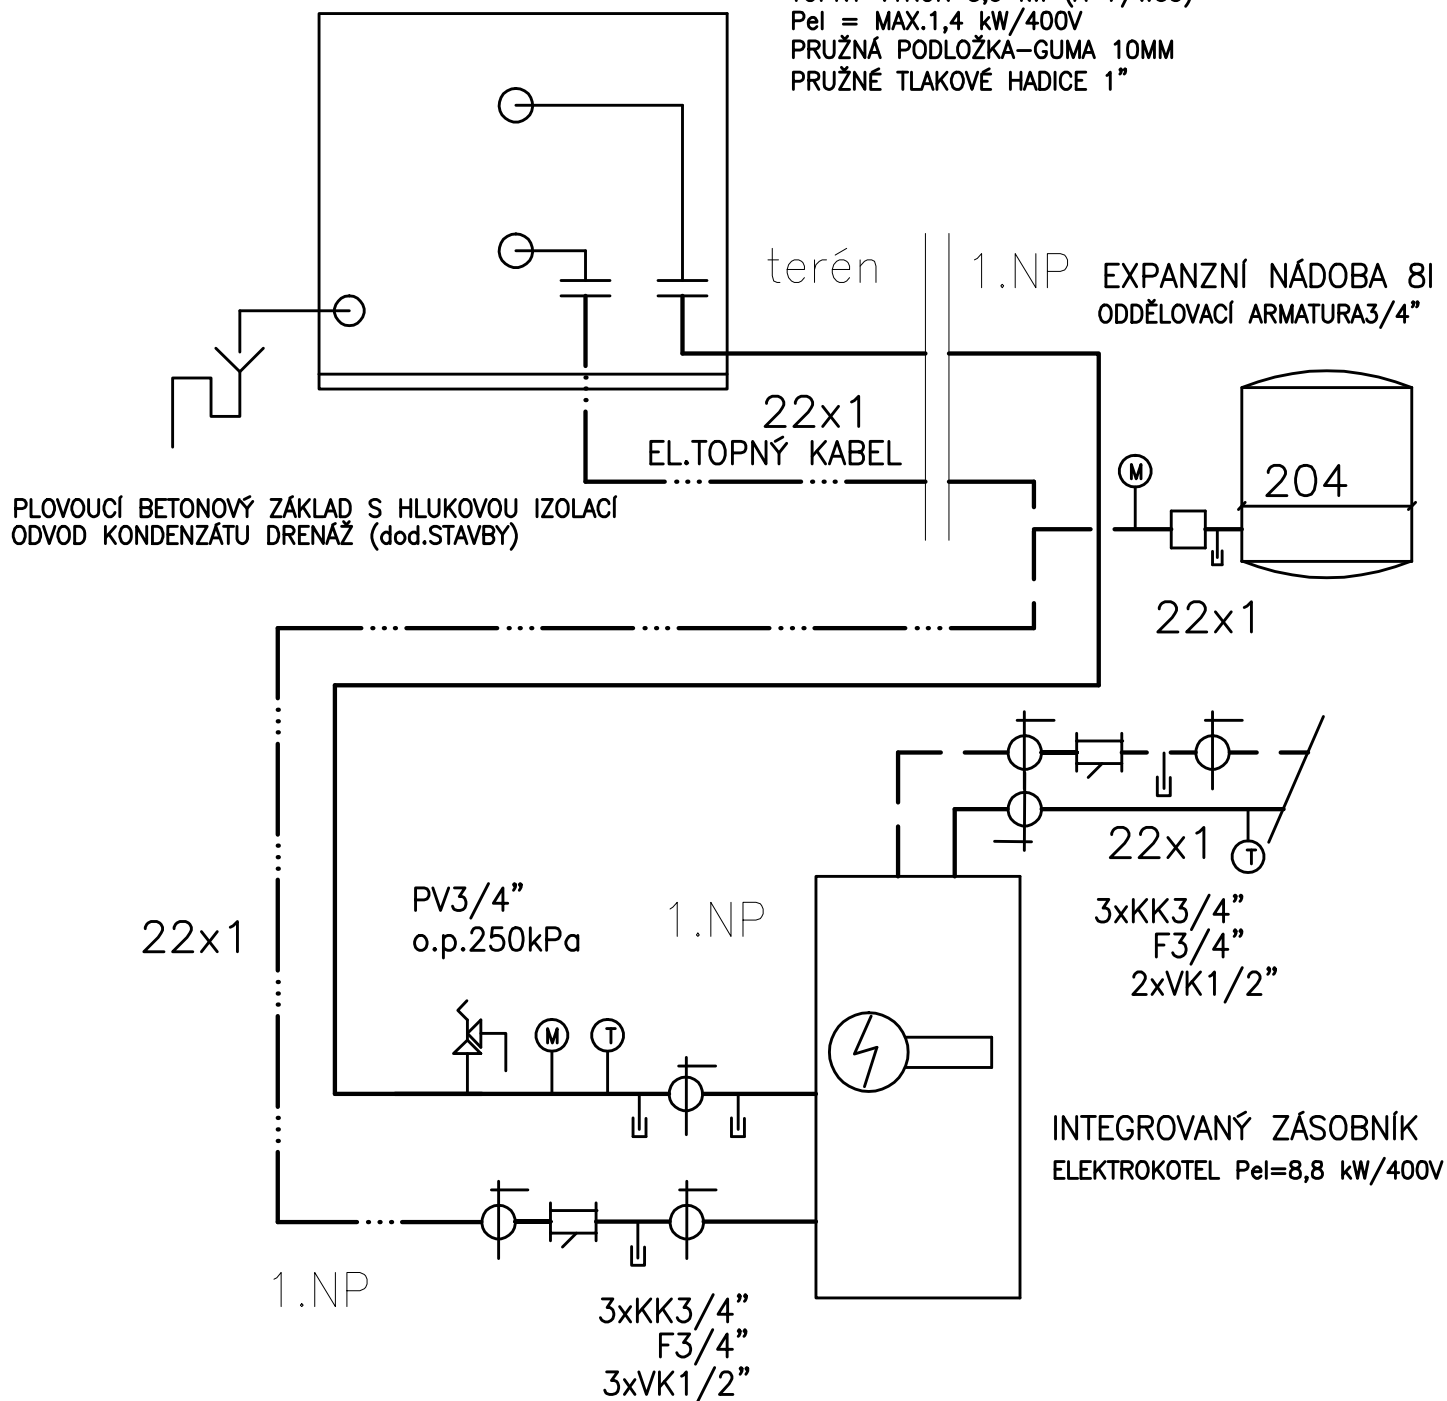 Pel = MAX.1,4 kW/400V
PRUŽNÁ PODLOŽKA-GUMA 10MM
PRUŽNÉ TLAKOVÉ HADICE 1”
terén
1.NP
EXPANZNÍ NÁDOBA 8l
ODDĚLOVACÍ ARMATURA3/4”
22x1
EL.TOPNÝ KABEL
M
204
PLOVOUCÍ BETONOVÝ ZÁKLAD S HLUKOVOU IZOLACÍ
ODVOD KONDENZÁTU DRENÁŽ (dod.STAVBY)
22x1
22x1
T
PV3/4”
o.p.250kPa
1.NP
3xKK3/4”
F3/4”
2xVK1/2”
22x1
M
T
INTEGROVANÝ ZÁSOBNÍK
ELEKTROKOTEL Pel=8,8 kW/400V
1.NP
3xKK3/4”
F3/4”
3xVK1/2”